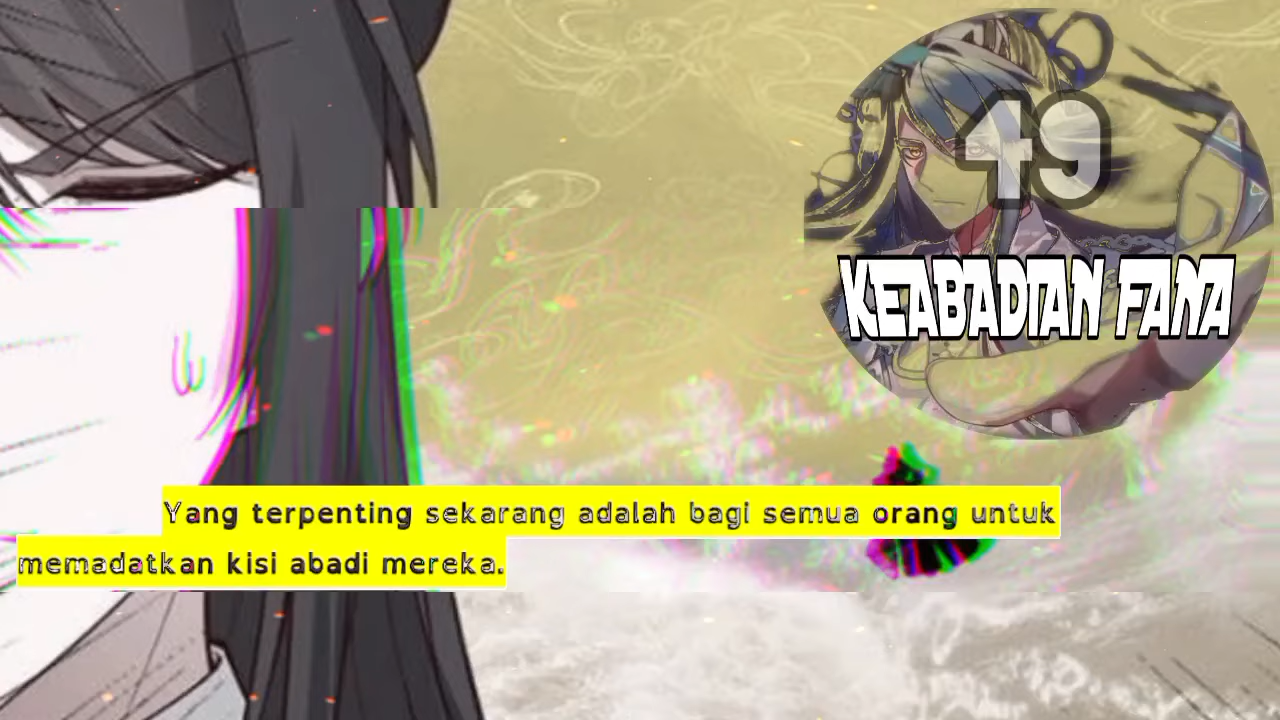 49
KEABADIAN FANA
Yang terpenting sekarang adalah bagi semua orang untuk
memadatkan kisi abadi mereka.